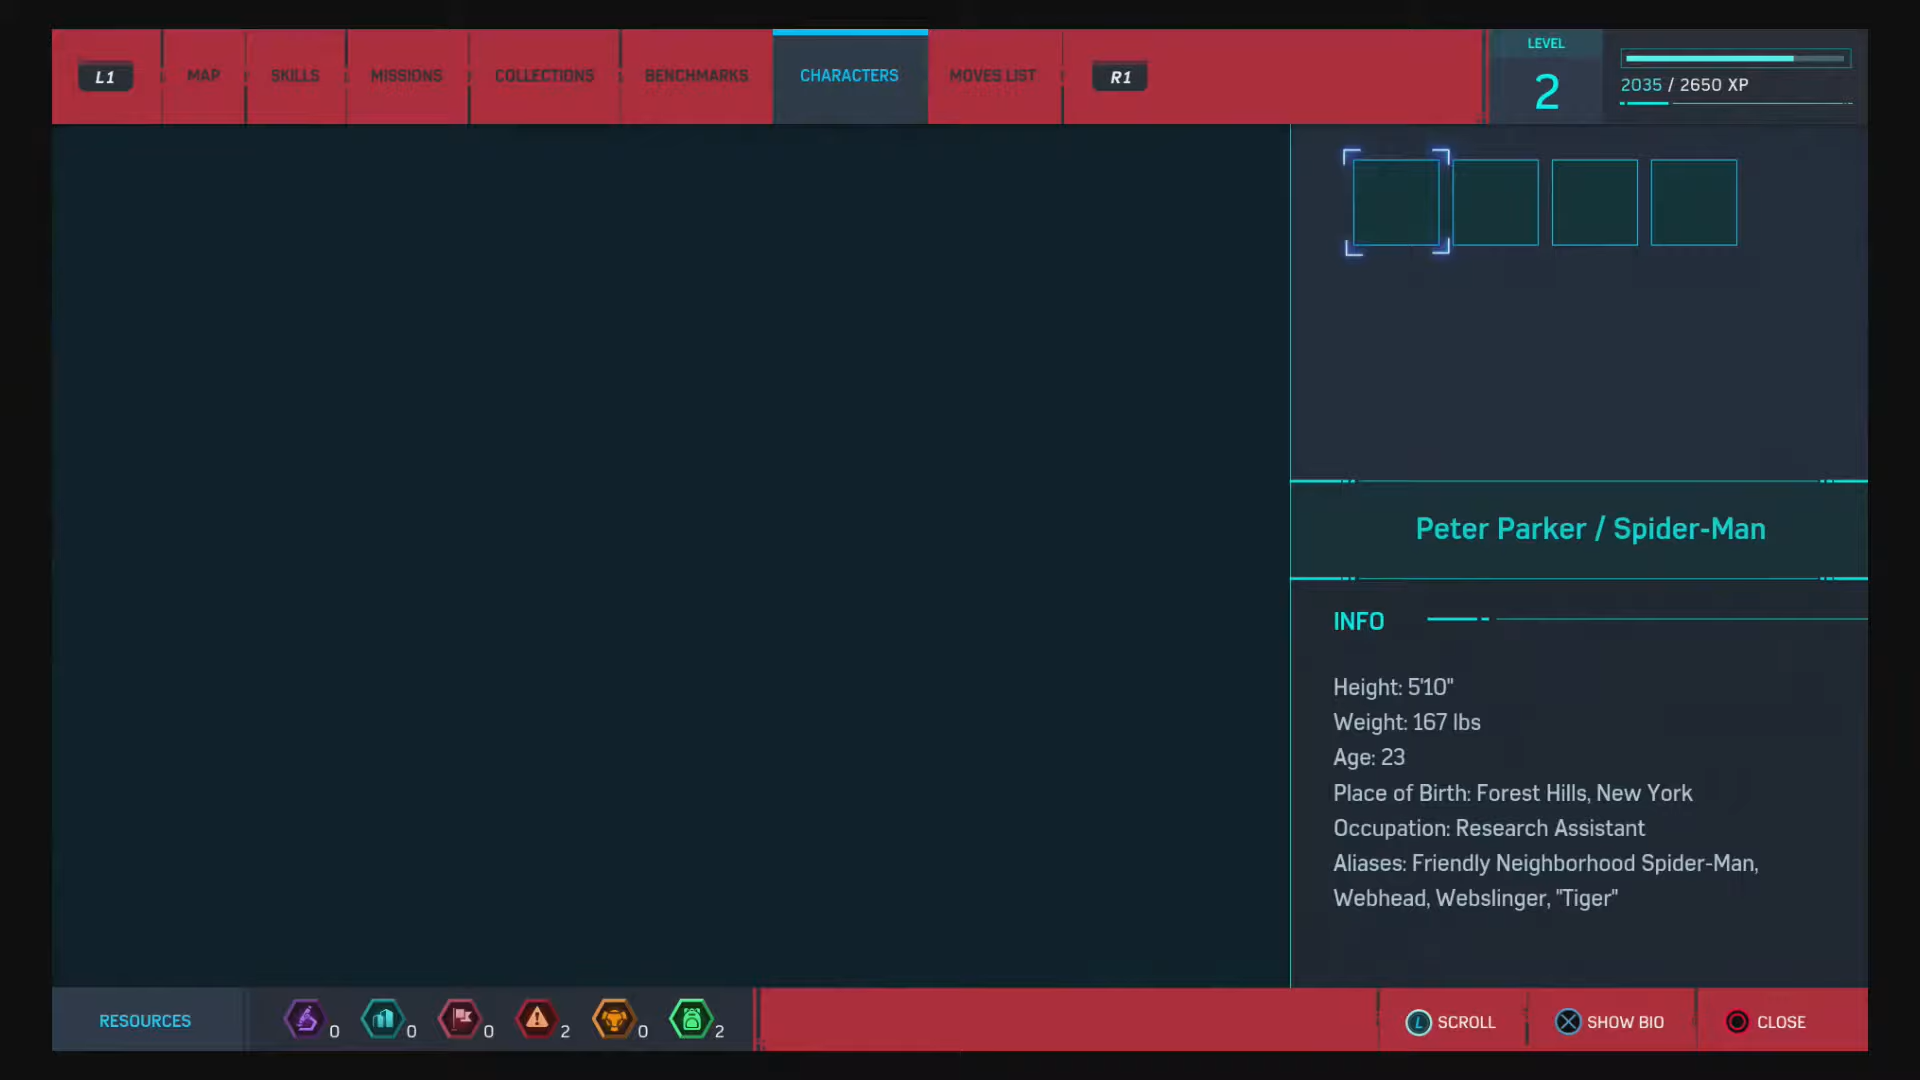 L1
MAP
SKILLS
MISSIONS
COLLECTIONS
BENCHMARKS
CHARACTERS
MOVES LIST
R1
LEVEL
2
2035 / 2650 XP
Peter Parker / Spider-Man
INFO
Height: 5'10"
Weight: 167 lbs
Age: 23
Place of Birth: Forest Hills, New York
Occupation: Research Assistant
Aliases: Friendly Neighborhood Spider-Man,
Webhead, Webslinger, "Tiger"
RESOURCES
0
0
0
2
0
2
L SCROLL
SHOW BIO
CLOSE